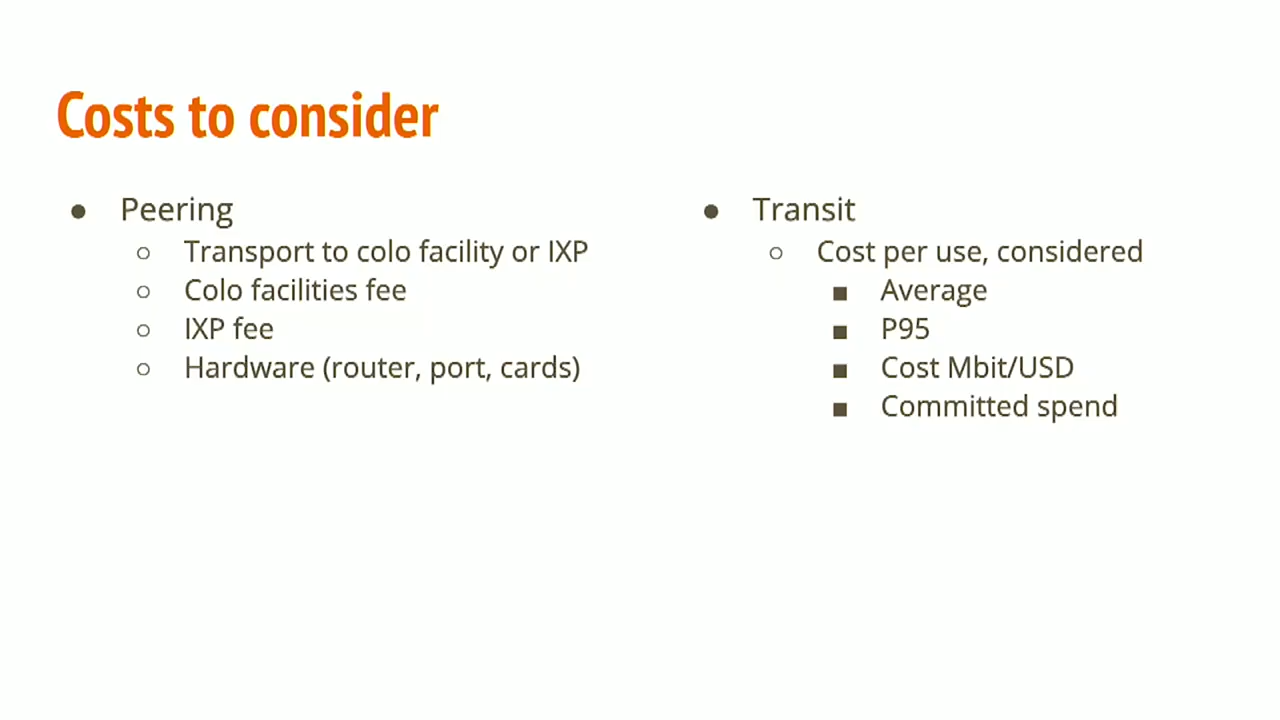 Costs to consider
● Peering
○ Transport to colo facility or IXP
○ Colo facilities fee
○ IXP fee
○ Hardware (router, port, cards)
● Transit
○ Cost per use, considered
■ Average
■ P95
■ Cost Mbit/USD
■ Committed spend